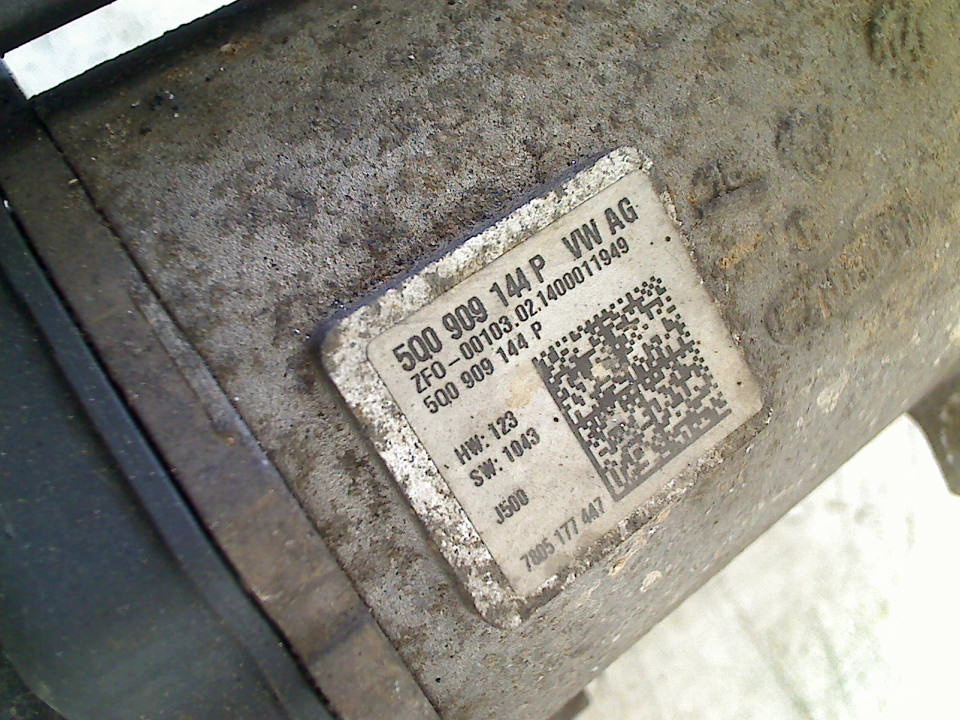 5Q0 909 144 P VW AG
ZF0-00103.02.1400011949
5Q0 909 144 P
HW: 123
SW: 1043
J500
7805 177 447